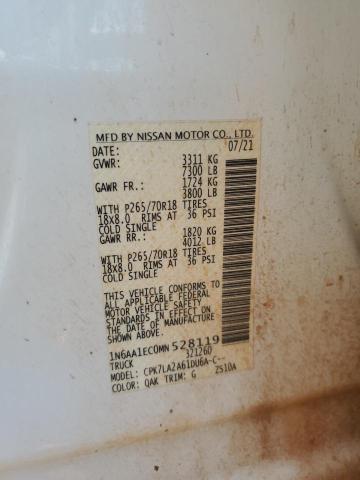 MFD BY NISSAN MOTOR CO., LTD.
DATE: 07/21
GVWR: 3311 KG
7300 LB
GAWR FR.: 1724 KG
3800 LB
WITH P265/70R18 TIRES
18x8.0 RIMS AT 36 PSI
COLD SINGLE
GAWR RR.: 1820 KG
4012 LB
WITH P265/70R18 TIRES
18x8.0 RIMS AT 36 PSI
COLD SINGLE
THIS VEHICLE CONFORMS TO
ALL APPLICABLE FEDERAL
MOTOR VEHICLE SAFETY
STANDARDS IN EFFECT ON
THE DATE OF MANUFACTURE
SHOWN ABOVE.
1N6AA1EC0MN528119
TRUCK 32126D
MODEL: CPK7LA2A61DU6A-C--
COLOR: QAK TRIM: G ZS10A